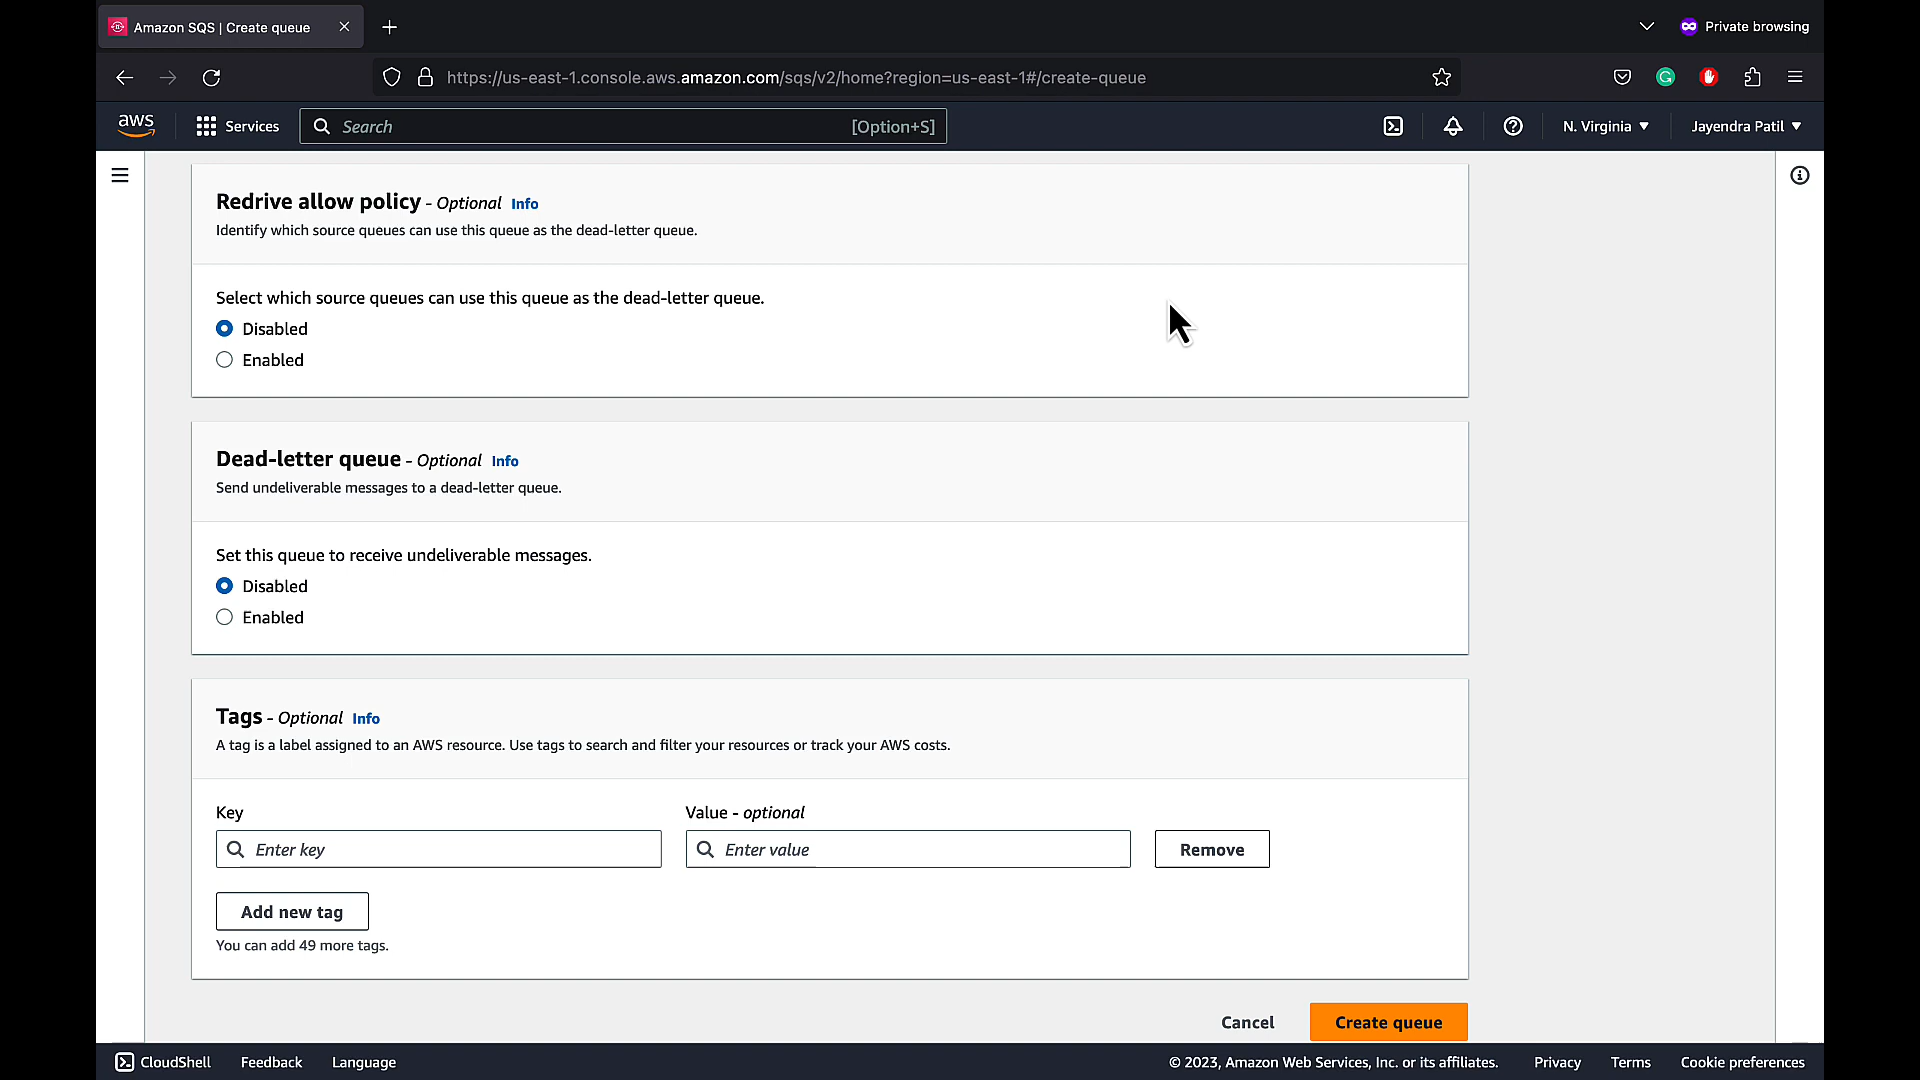 Amazon SQS | Create queue
Private browsing
https://us-east-1.console.aws.amazon.com/sqs/v2/home?region=us-east-1#/create-queue
aws
Services
Search
[Option+S]
N. Virginia
Jayendra Patil
Redrive allow policy - Optional Info
Identify which source queues can use this queue as the dead-letter queue.
Select which source queues can use this queue as the dead-letter queue.
Disabled
Enabled
Dead-letter queue - Optional Info
Send undeliverable messages to a dead-letter queue.
Set this queue to receive undeliverable messages.
Disabled
Enabled
Tags - Optional Info
A tag is a label assigned to an AWS resource. Use tags to search and filter your resources or track your AWS costs.
Key
Value - optional
Enter key
Enter value
Remove
Add new tag
You can add 49 more tags.
Cancel
Create queue
CloudShell
Feedback
Language
© 2023, Amazon Web Services, Inc. or its affiliates.
Privacy
Terms
Cookie preferences